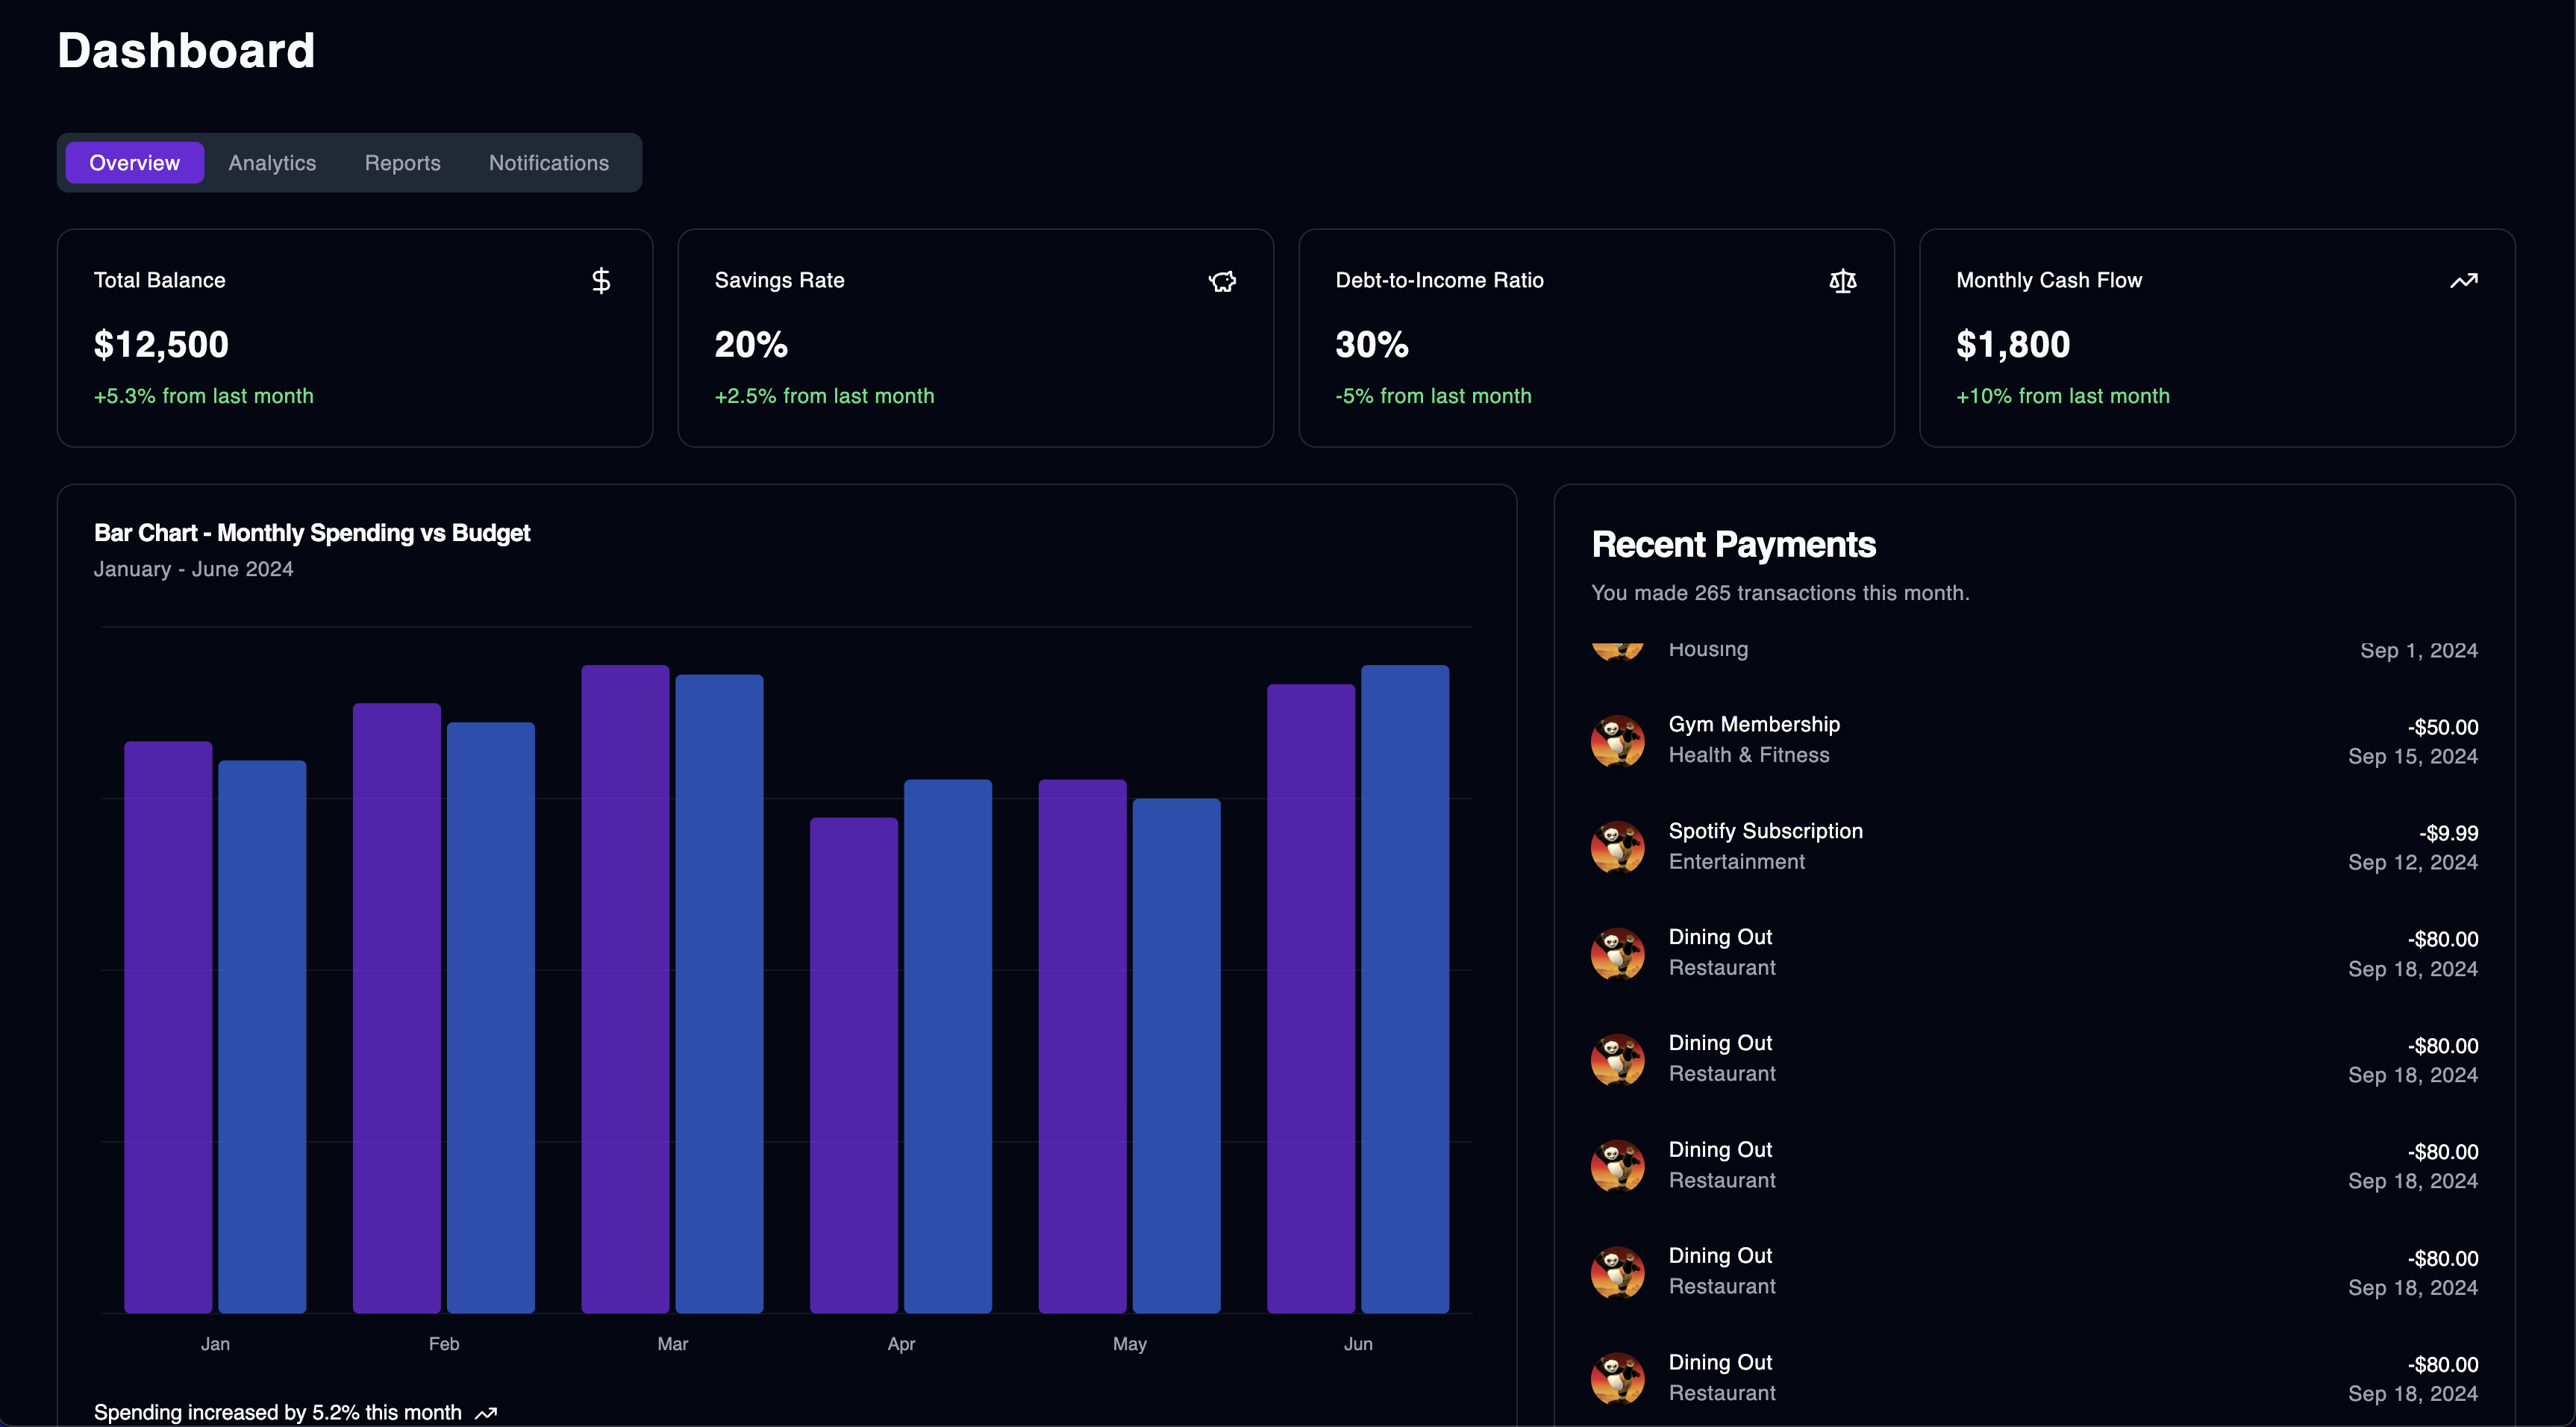 Dashboard
Overview Analytics Reports Notifications
Total Balance
$12,500
+5.3% from last month
Savings Rate
20%
+2.5% from last month
Debt-to-Income Ratio
30%
-5% from last month
Monthly Cash Flow
$1,800
+10% from last month
Bar Chart - Monthly Spending vs Budget
January - June 2024
Jan Feb Mar Apr May Jun
Spending increased by 5.2% this month
Recent Payments
You made 265 transactions this month.
Housing Sep 1, 2024
Gym Membership -$50.00
Health & Fitness Sep 15, 2024
Spotify Subscription -$9.99
Entertainment Sep 12, 2024
Dining Out -$80.00
Restaurant Sep 18, 2024
Dining Out -$80.00
Restaurant Sep 18, 2024
Dining Out -$80.00
Restaurant Sep 18, 2024
Dining Out -$80.00
Restaurant Sep 18, 2024
Dining Out -$80.00
Restaurant Sep 18, 2024